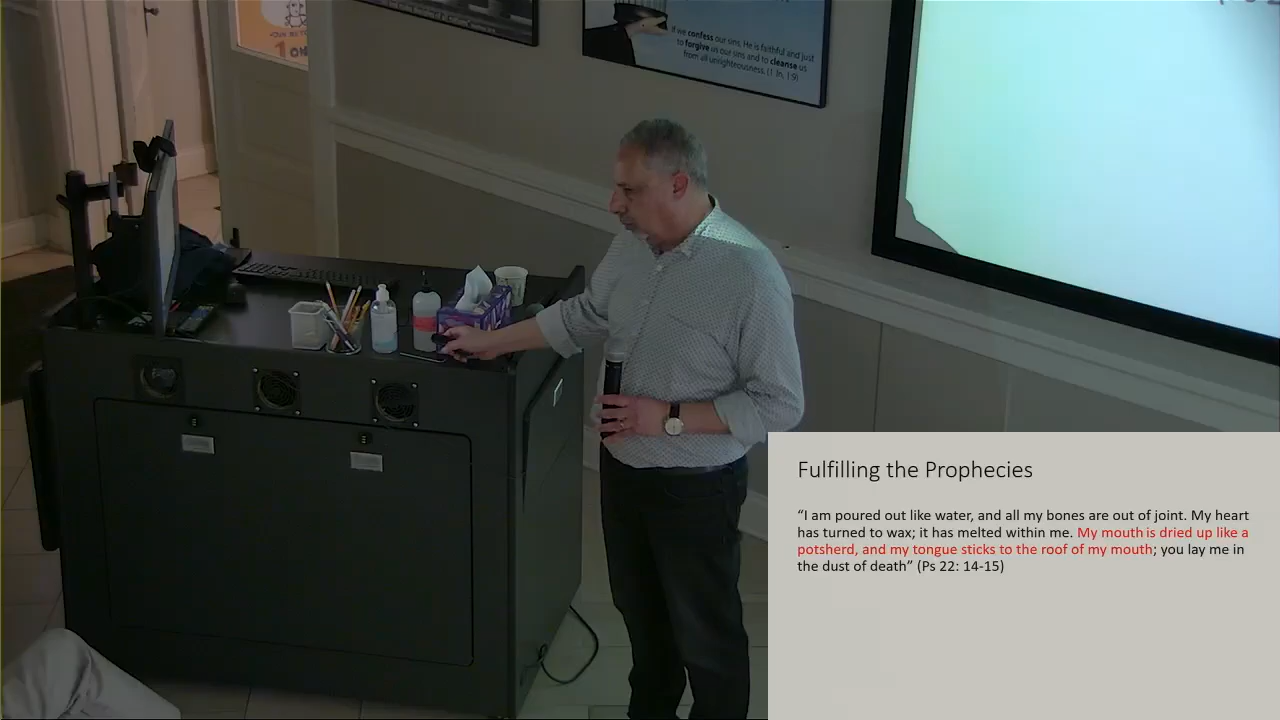 If we confess our sins, He is faithful and just
to forgive us our sins and to cleanse us
from all unrighteousness. (1 Jn. 1:9)
Fulfilling the Prophecies
“I am poured out like water, and all my bones are out of joint. My heart
has turned to wax; it has melted within me. My mouth is dried up like a
potsherd, and my tongue sticks to the roof of my mouth; you lay me in
the dust of death” (Ps 22: 14-15)